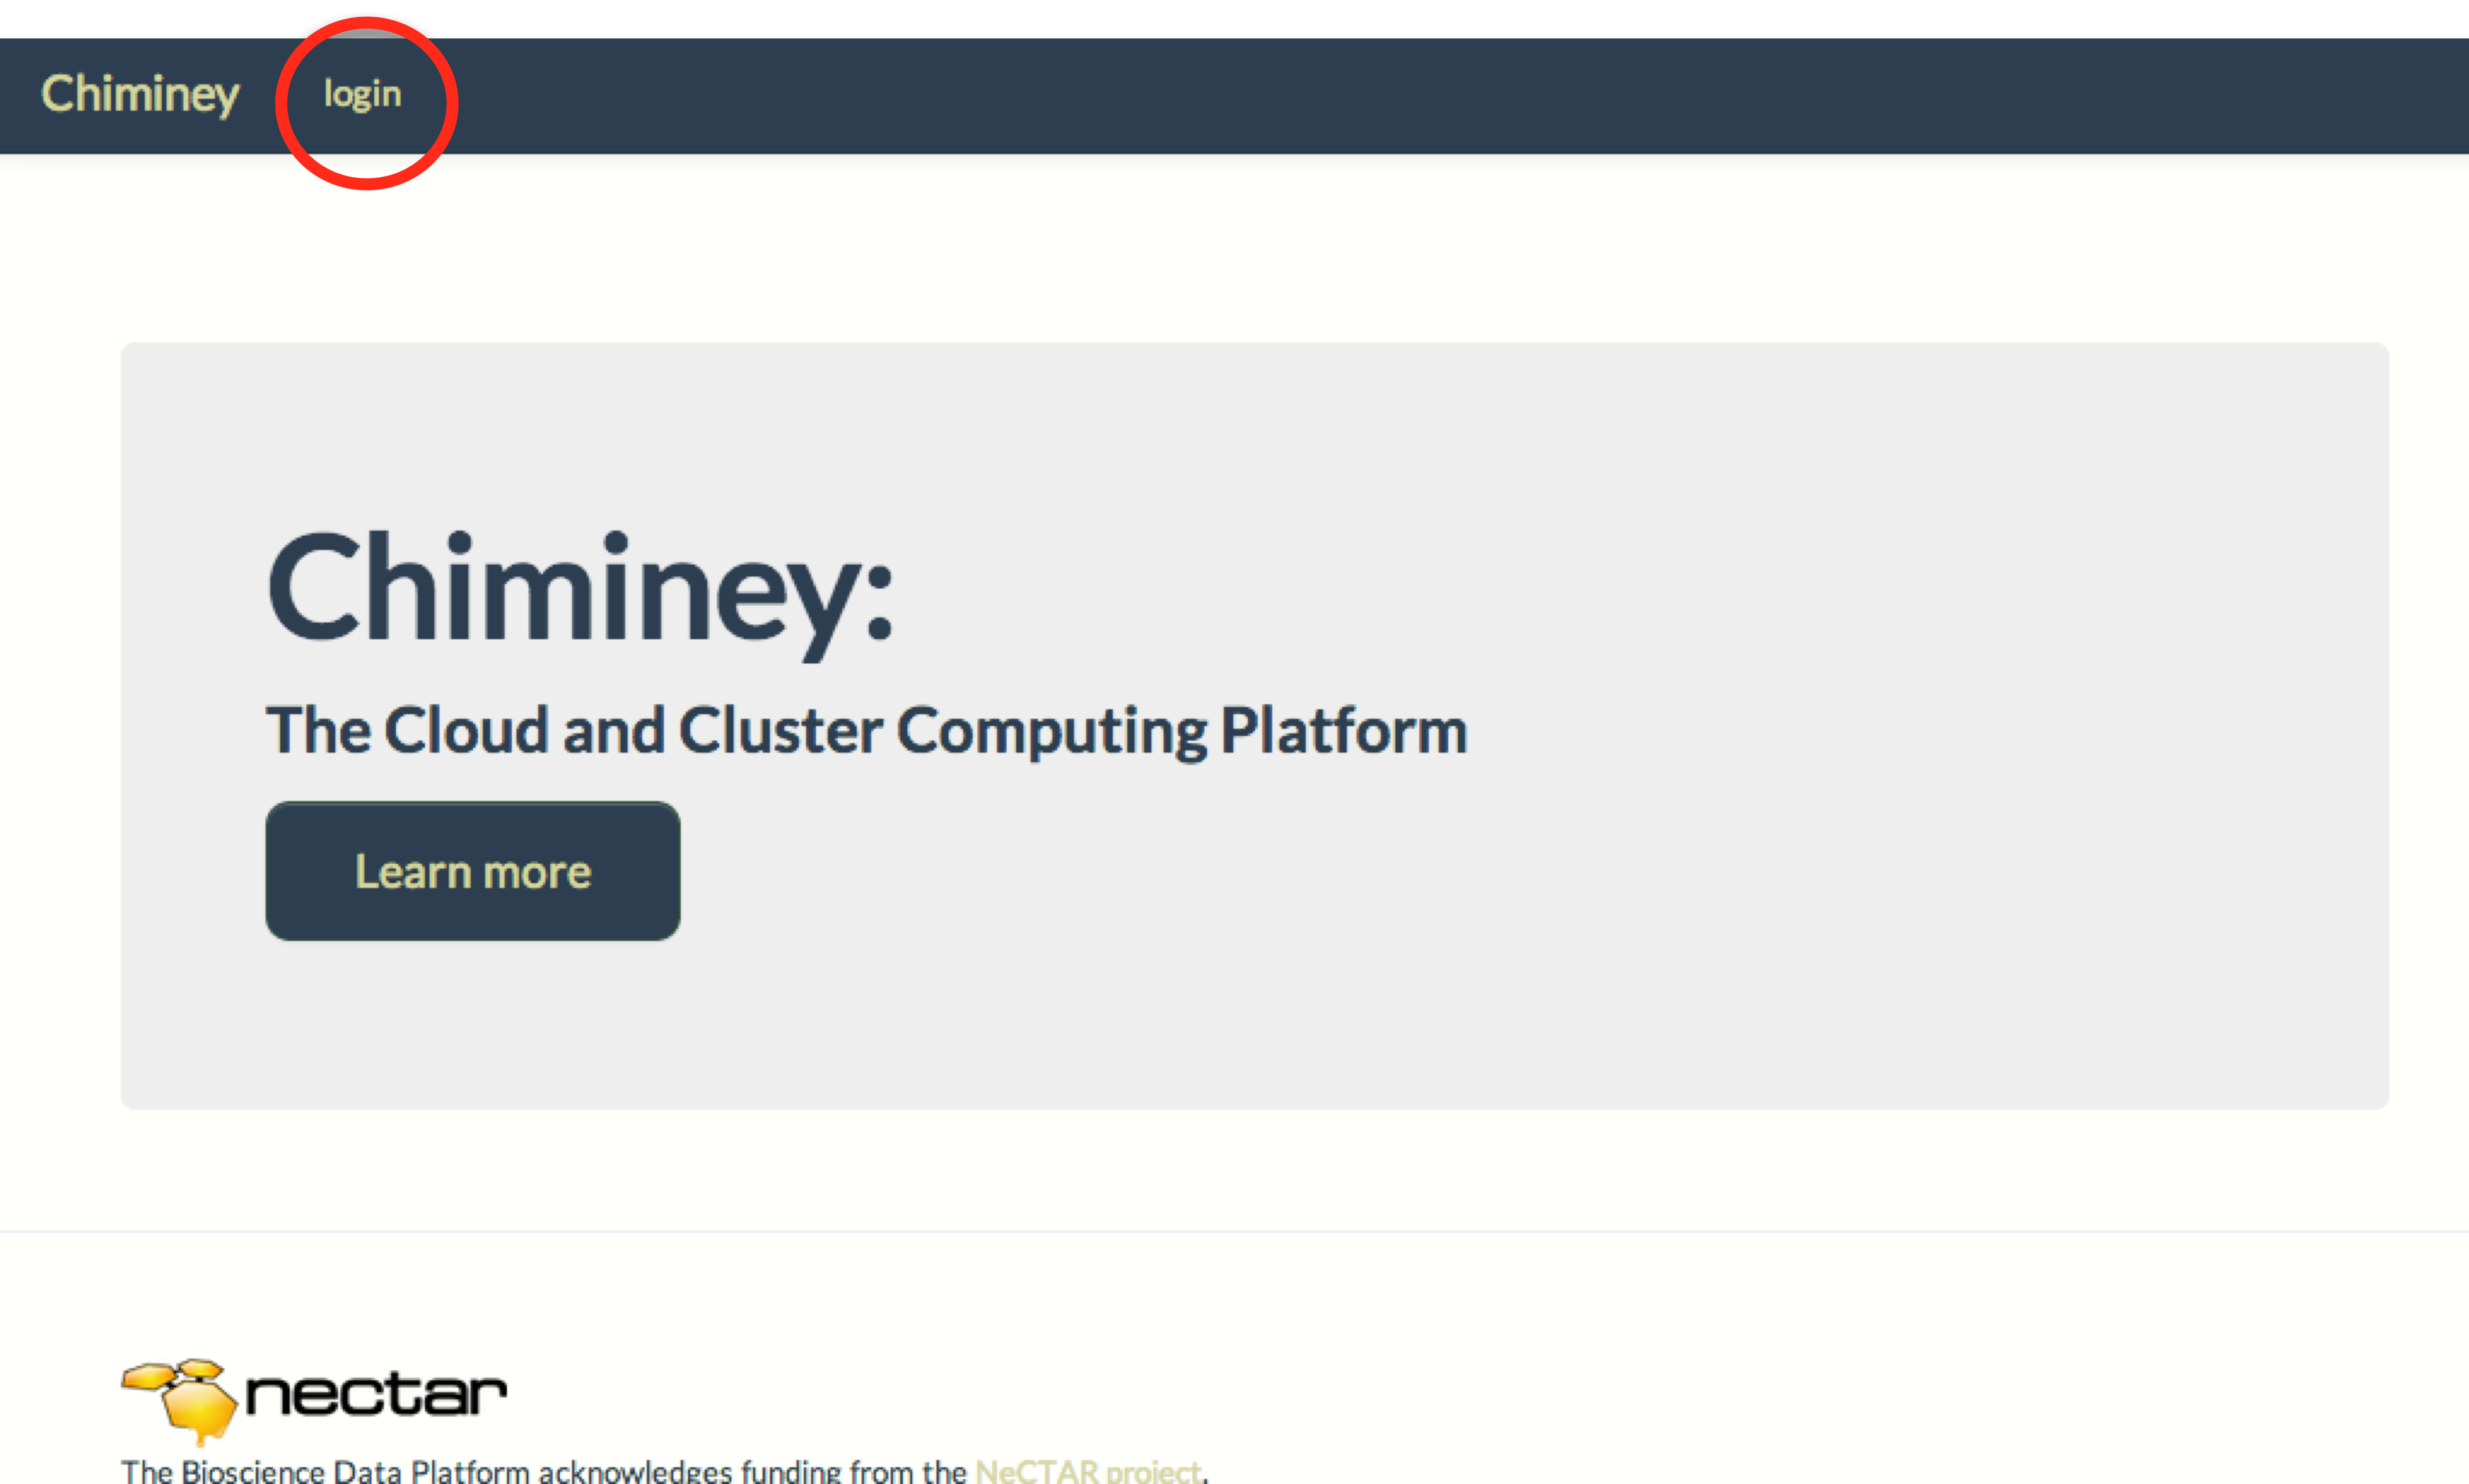 Chiminey login
Chiminey:
The Cloud and Cluster Computing Platform
Learn more
nectar
The Bioscience Data Platform acknowledges funding from the NeCTAR project.